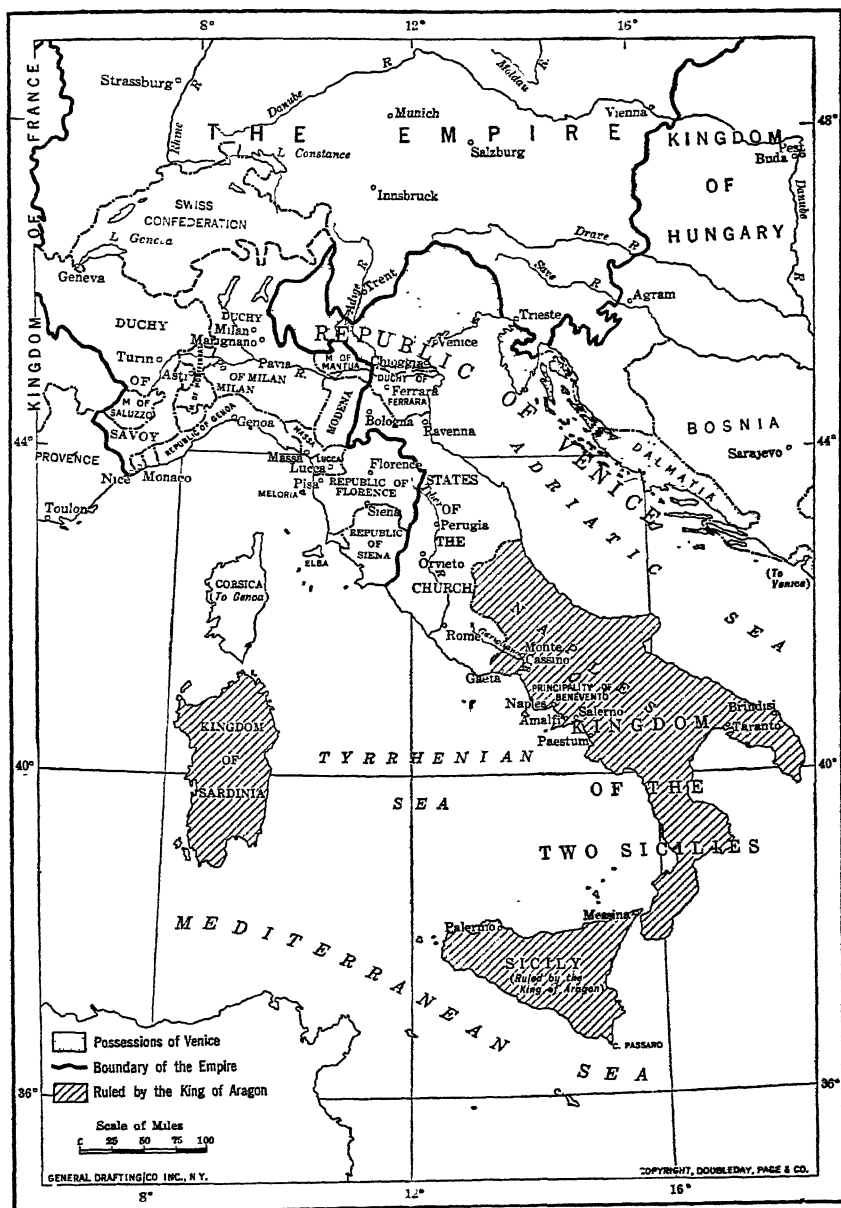 8°
12°
16°
Strassburg
Rhine
R
Danube
R
Moldau
R.
KINGDOM OF FRANCE
Munich
Vienna
48°
THE EMPIRE
Salzburg
L Constance
Innsbruck
KINGDOM
OF
HUNGARY
Pest
Buda
Danube
R
SWISS
CONFEDERATION
L Geneva
Geneva
Drave R
Save R.
Agram
Adige R
Trent
Trieste
DUCHY
OF
SAVOY
DUCHY
OF MILAN
Milan
Marignano
MILAN
Turin
Asti
Pavia
Po R.
M OF
SALUZZO
M OF
MANTUA
REPUBLIC OF VENICE
Venice
Chioggia
DUCHY OF
FERRARA
Ferrara
MODENA
Bologna
Ravenna
REPUBLIC OF GENOA
Genoa
MASSA
Massa
LUCCA
Lucca
Pisa
MELORIA
Florence
REPUBLIC OF
FLORENCE
Siena
REPUBLIC
OF
SIENA
ELBA
44°
PROVENCE
Nice
Monaco
Toulon
BOSNIA
44°
Sarajevo
DALMATIA
(To
Venice)
ADRIATIC SEA
STATES
OF
THE
CHURCH
Tiber
R
Perugia
Orvieto
Rome
CORSICA
To Genoa
KINGDOM
OF
SARDINIA
NAPLES
Monte
Cassino
Gaeta
PRINCIPALITY OF
BENEVENTO
Naples
Salerno
Amalfi
Paestum
Brindisi
Taranto
KINGDOM
OF THE
TWO SICILIES
40°
40°
TYRRHENIAN
SEA
Messina
Palermo
SICILY
(Ruled by the
King of Aragon)
C. PASSARO
MEDITERRANEAN SEA
Possessions of Venice
Boundary of the Empire
Ruled by the King of Aragon
36°
36°
Scale of Miles
0 25 50 75 100
GENERAL DRAFTING CO INC., N.Y.
COPYRIGHT, DOUBLEDAY, PAGE & CO.
8°
12°
16°